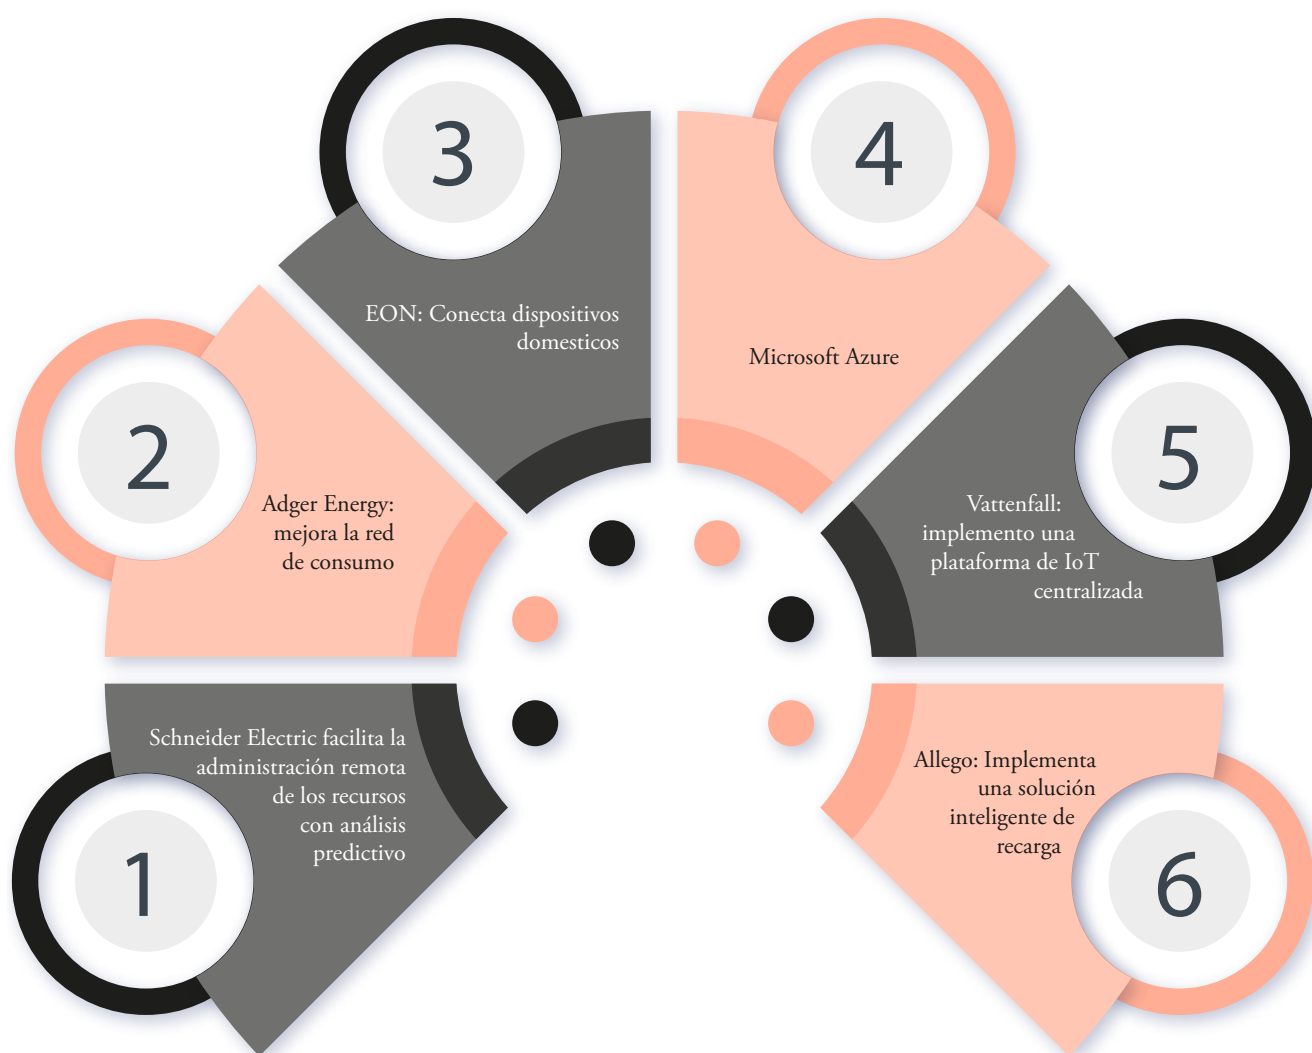 1
Schneider Electric facilita la
administración remota
de los recursos
con análisis
predictivo
2
Adger Energy:
mejora la red
de consumo
3
EON: Conecta dispositivos
domesticos
4
Microsoft Azure
5
Vattenfall:
implemento una
plataforma de IoT
centralizada
6
Allego: Implementa
una solución
inteligente de
recarga